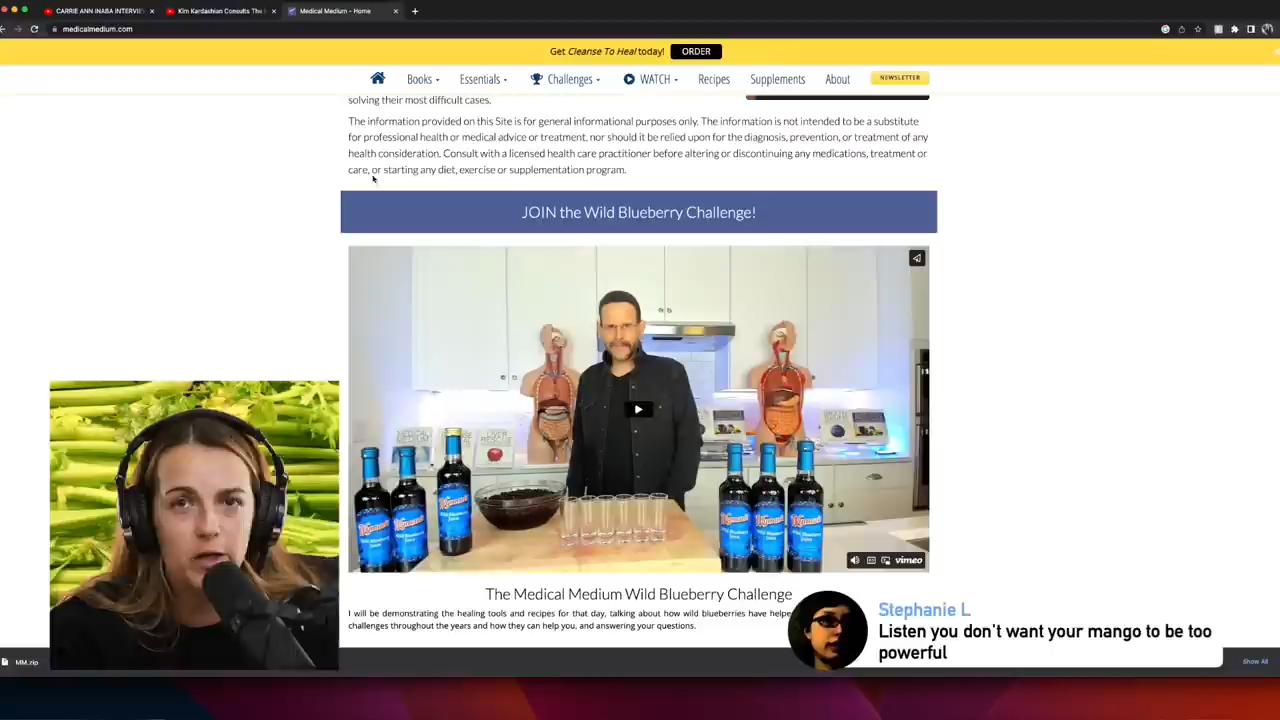 CARRIE ANN INABA INTERVIE
Kim Kardashian Consults The
Medical Medium - Home
medicalmedium.com
Get Cleanse To Heal today! ORDER
Books Essentials Challenges WATCH Recipes Supplements About NEWSLETTER
solving their most difficult cases.
The information provided on this Site is for general informational purposes only. The information is not intended to be a substitute
for professional health or medical advice or treatment, nor should it be relied upon for the diagnosis, prevention, or treatment of any
health consideration. Consult with a licensed health care practitioner before altering or discontinuing any medications, treatment or
care, or starting any diet, exercise or supplementation program.
JOIN the Wild Blueberry Challenge!
Wyman's
Wild Blueberry
Juice
vimeo
The Medical Medium Wild Blueberry Challenge
I will be demonstrating the healing tools and recipes for that day, talking about how wild blueberries have helpe
challenges throughout the years and how they can help you, and answering your questions.
Stephanie L
Listen you don't want your mango to be too
powerful
MM.zip
Show All